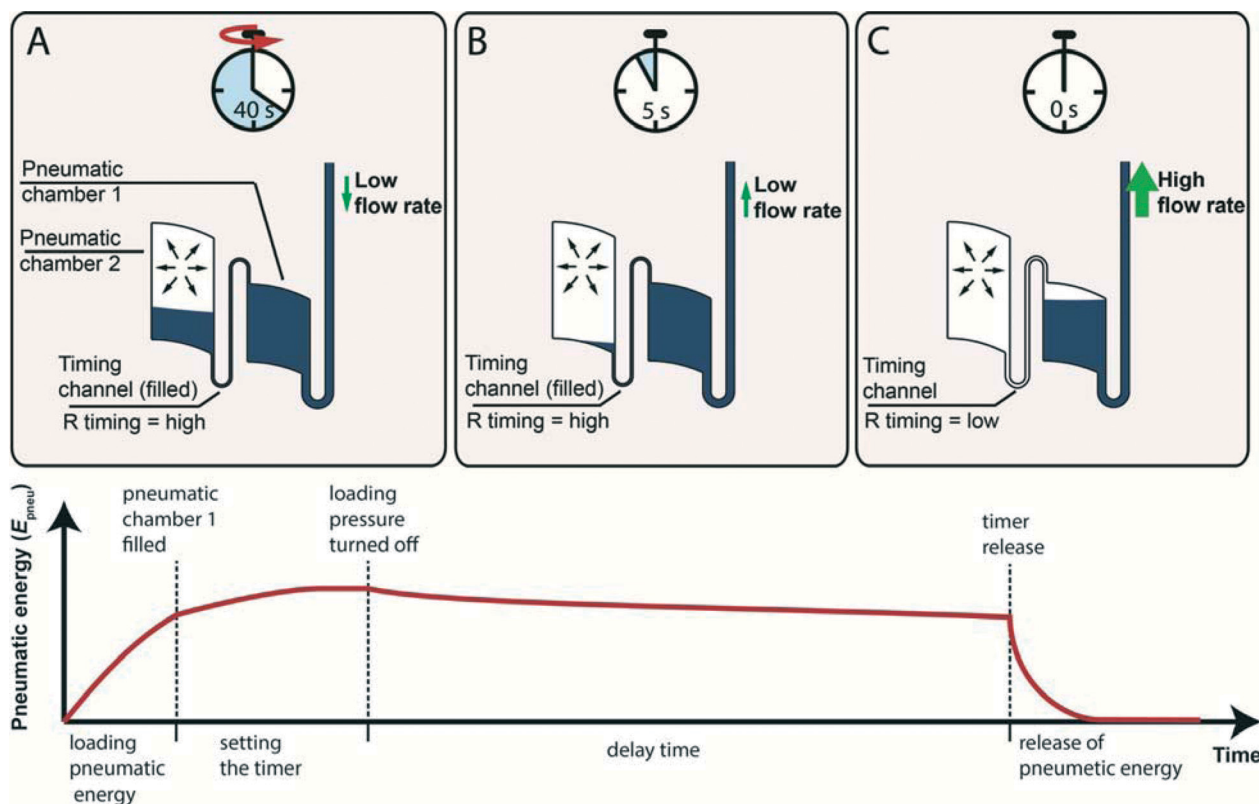 A
40 s
Pneumatic
chamber 1
Pneumatic
chamber 2
Low
flow rate
Timing
channel (filled)
R timing = high
B
5 s
Low
flow rate
Timing
channel (filled)
R timing = high
C
0 s
High
flow rate
Timing
channel
R timing = low
Pneumatic energy (Epneu)
pneumatic
chamber 1
filled
loading
pressure
turned off
timer
release
loading
pneumatic
energy
setting
the timer
delay time
release of
pneumetic energy
Time